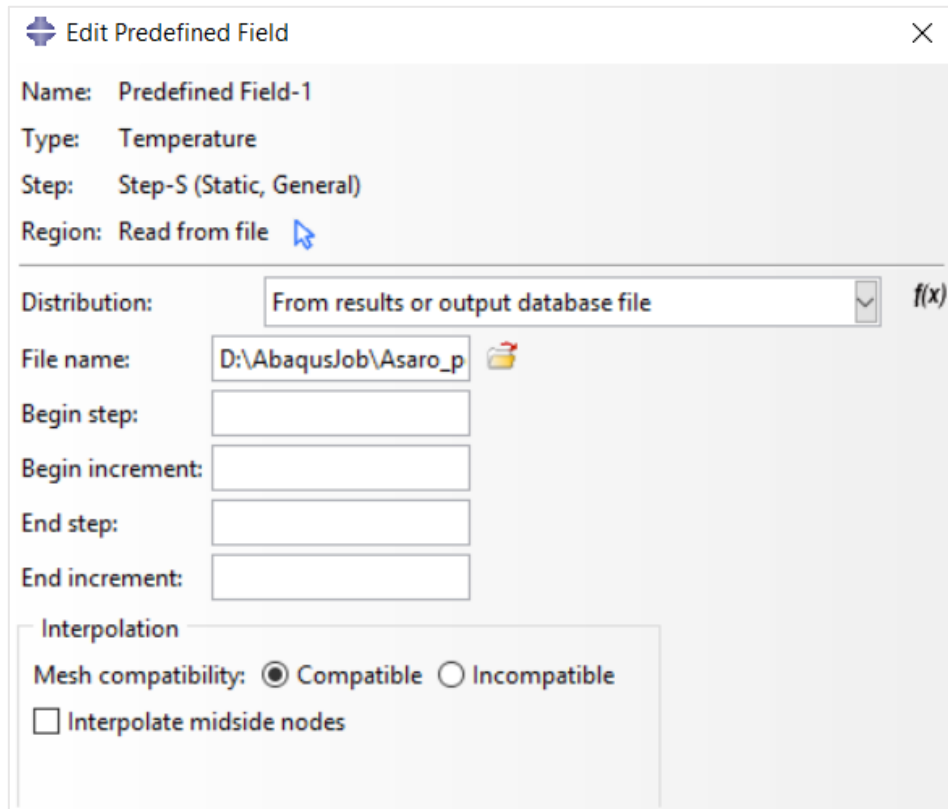 Edit Predefined Field
Name: Predefined Field-1
Type: Temperature
Step: Step-S (Static, General)
Region: Read from file
Distribution: From results or output database file f(x)
File name: D:\AbaqusJob\Asaro_p
Begin step:
Begin increment:
End step:
End increment:
Interpolation
Mesh compatibility: Compatible Incompatible
Interpolate midside nodes